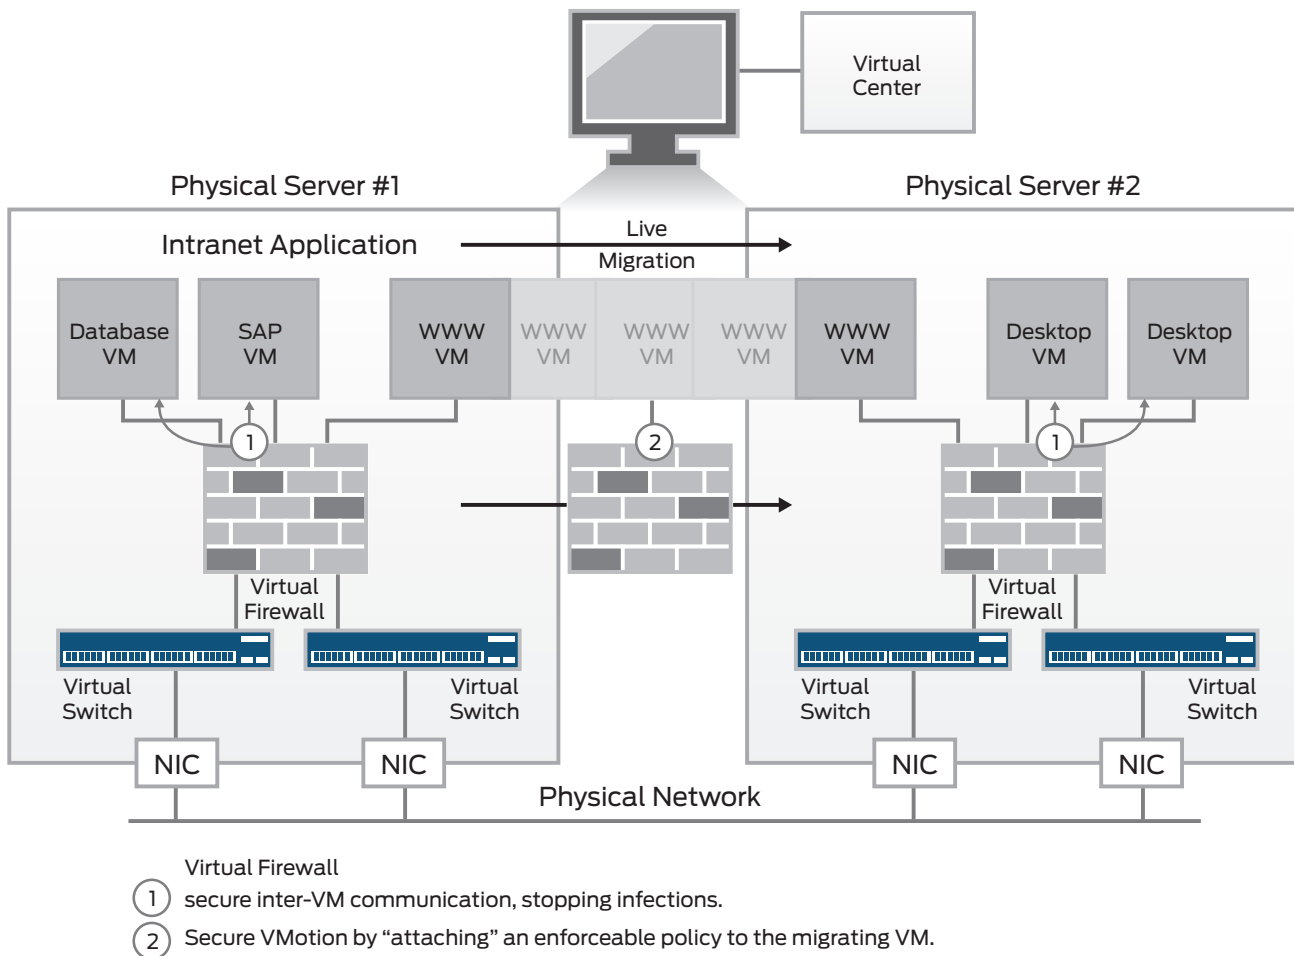 Virtual
Center
Physical Server #1
Physical Server #2
Intranet Application
Live
Migration
Database
VM
SAP
VM
WWW
VM
WWW
VM
WWW
VM
WWW
VM
WWW
VM
Desktop
VM
Desktop
VM
1
2
1
Virtual
Firewall
Virtual
Firewall
Virtual
Switch
Virtual
Switch
Virtual
Switch
Virtual
Switch
NIC
NIC
NIC
NIC
Physical Network
Virtual Firewall
1 secure inter-VM communication, stopping infections.
2 Secure VMotion by “attaching” an enforceable policy to the migrating VM.